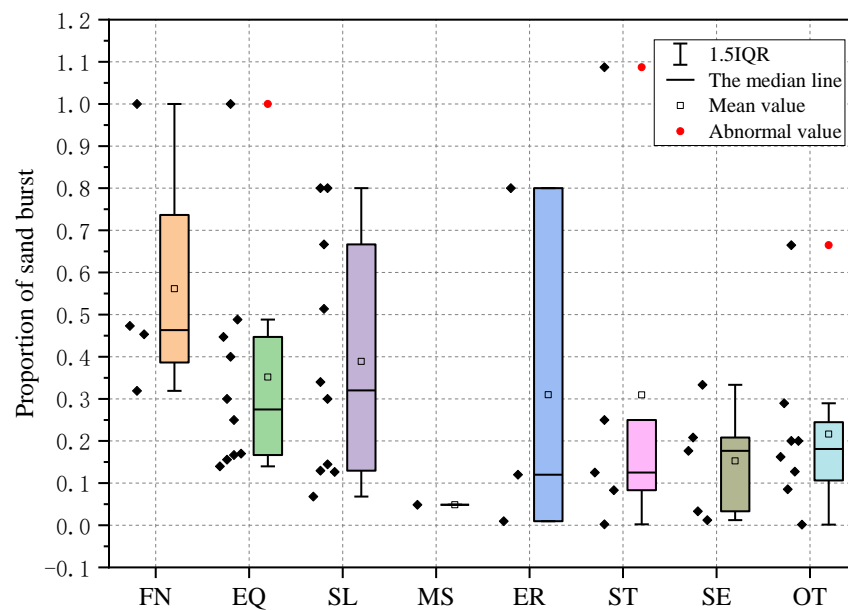 Proportion of sand burst
1.2
1.1
1.0
0.9
0.8
0.7
0.6
0.5
0.4
0.3
0.2
0.1
0.0
-0.1
1.5IQR
The median line
Mean value
Abnormal value
FN EQ SL MS ER ST SE OT